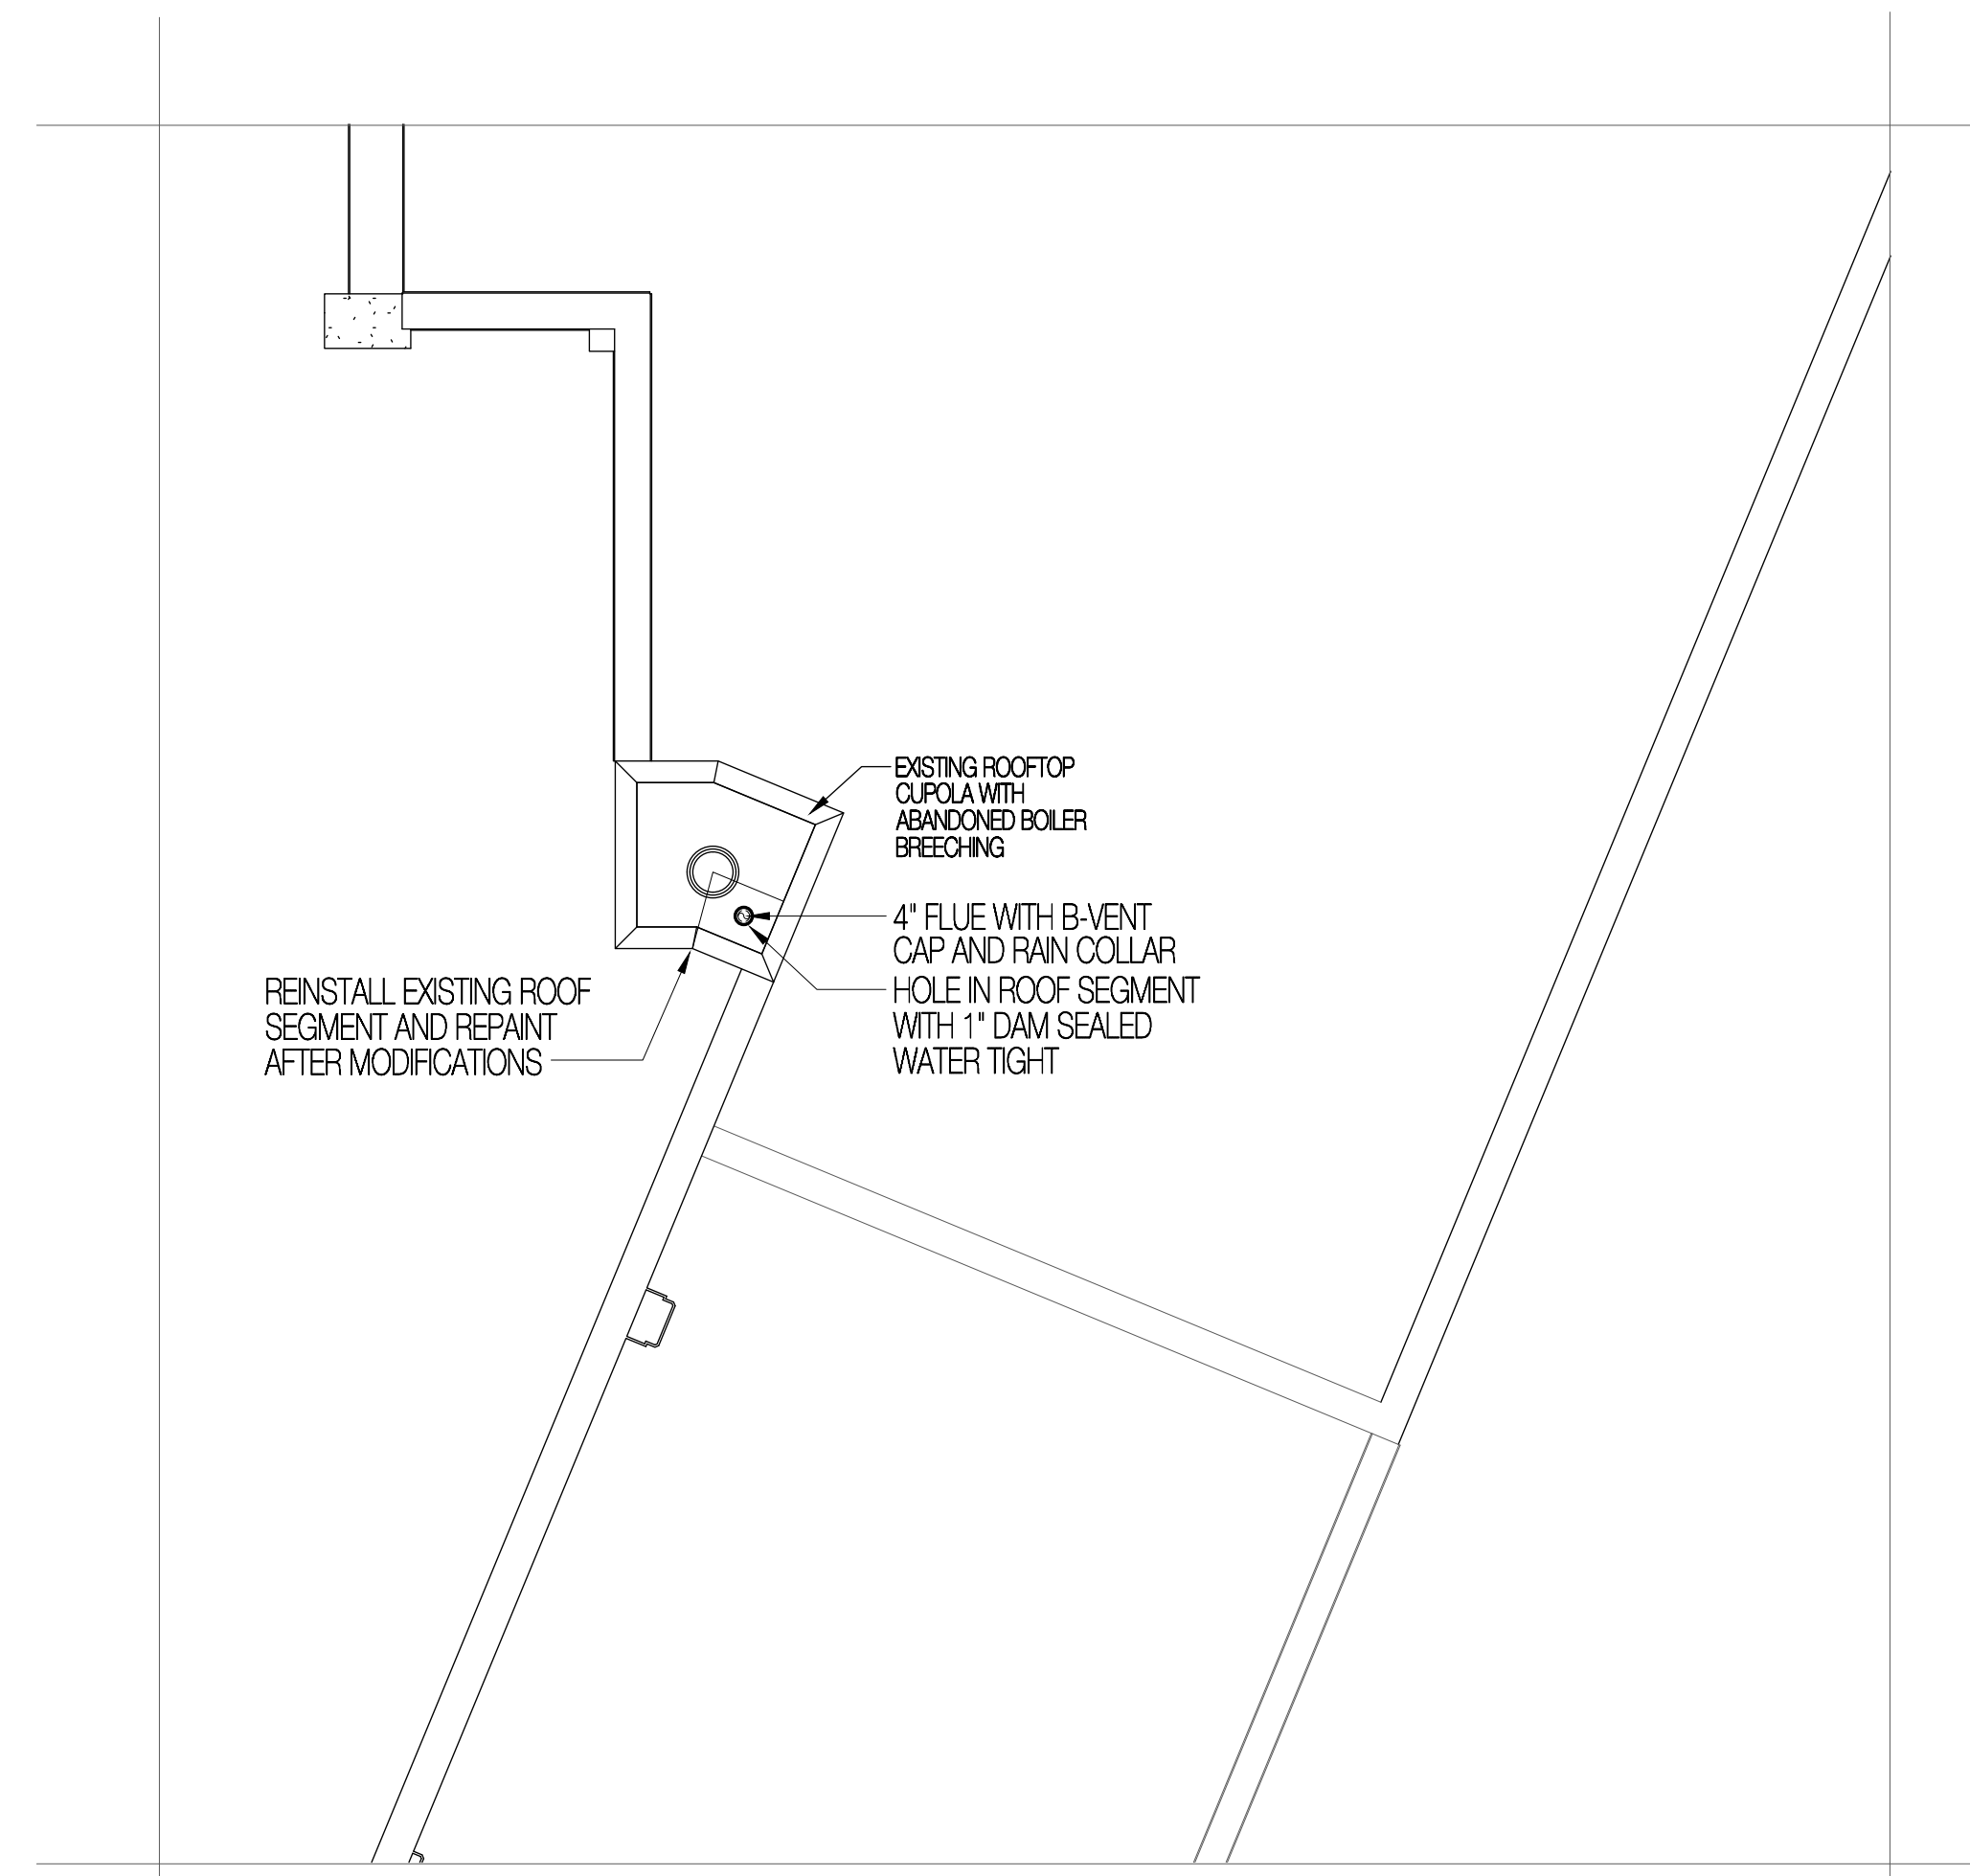 EXISTING ROOFTOP
CUPOLA WITH
ABANDONED BOILER
BREECHING
4" FLUE WITH B-VENT
CAP AND RAIN COLLAR
HOLE IN ROOF SEGMENT
WITH 1" DAM SEALED
WATER TIGHT
REINSTALL EXISTING ROOF
SEGMENT AND REPAINT
AFTER MODIFICATIONS